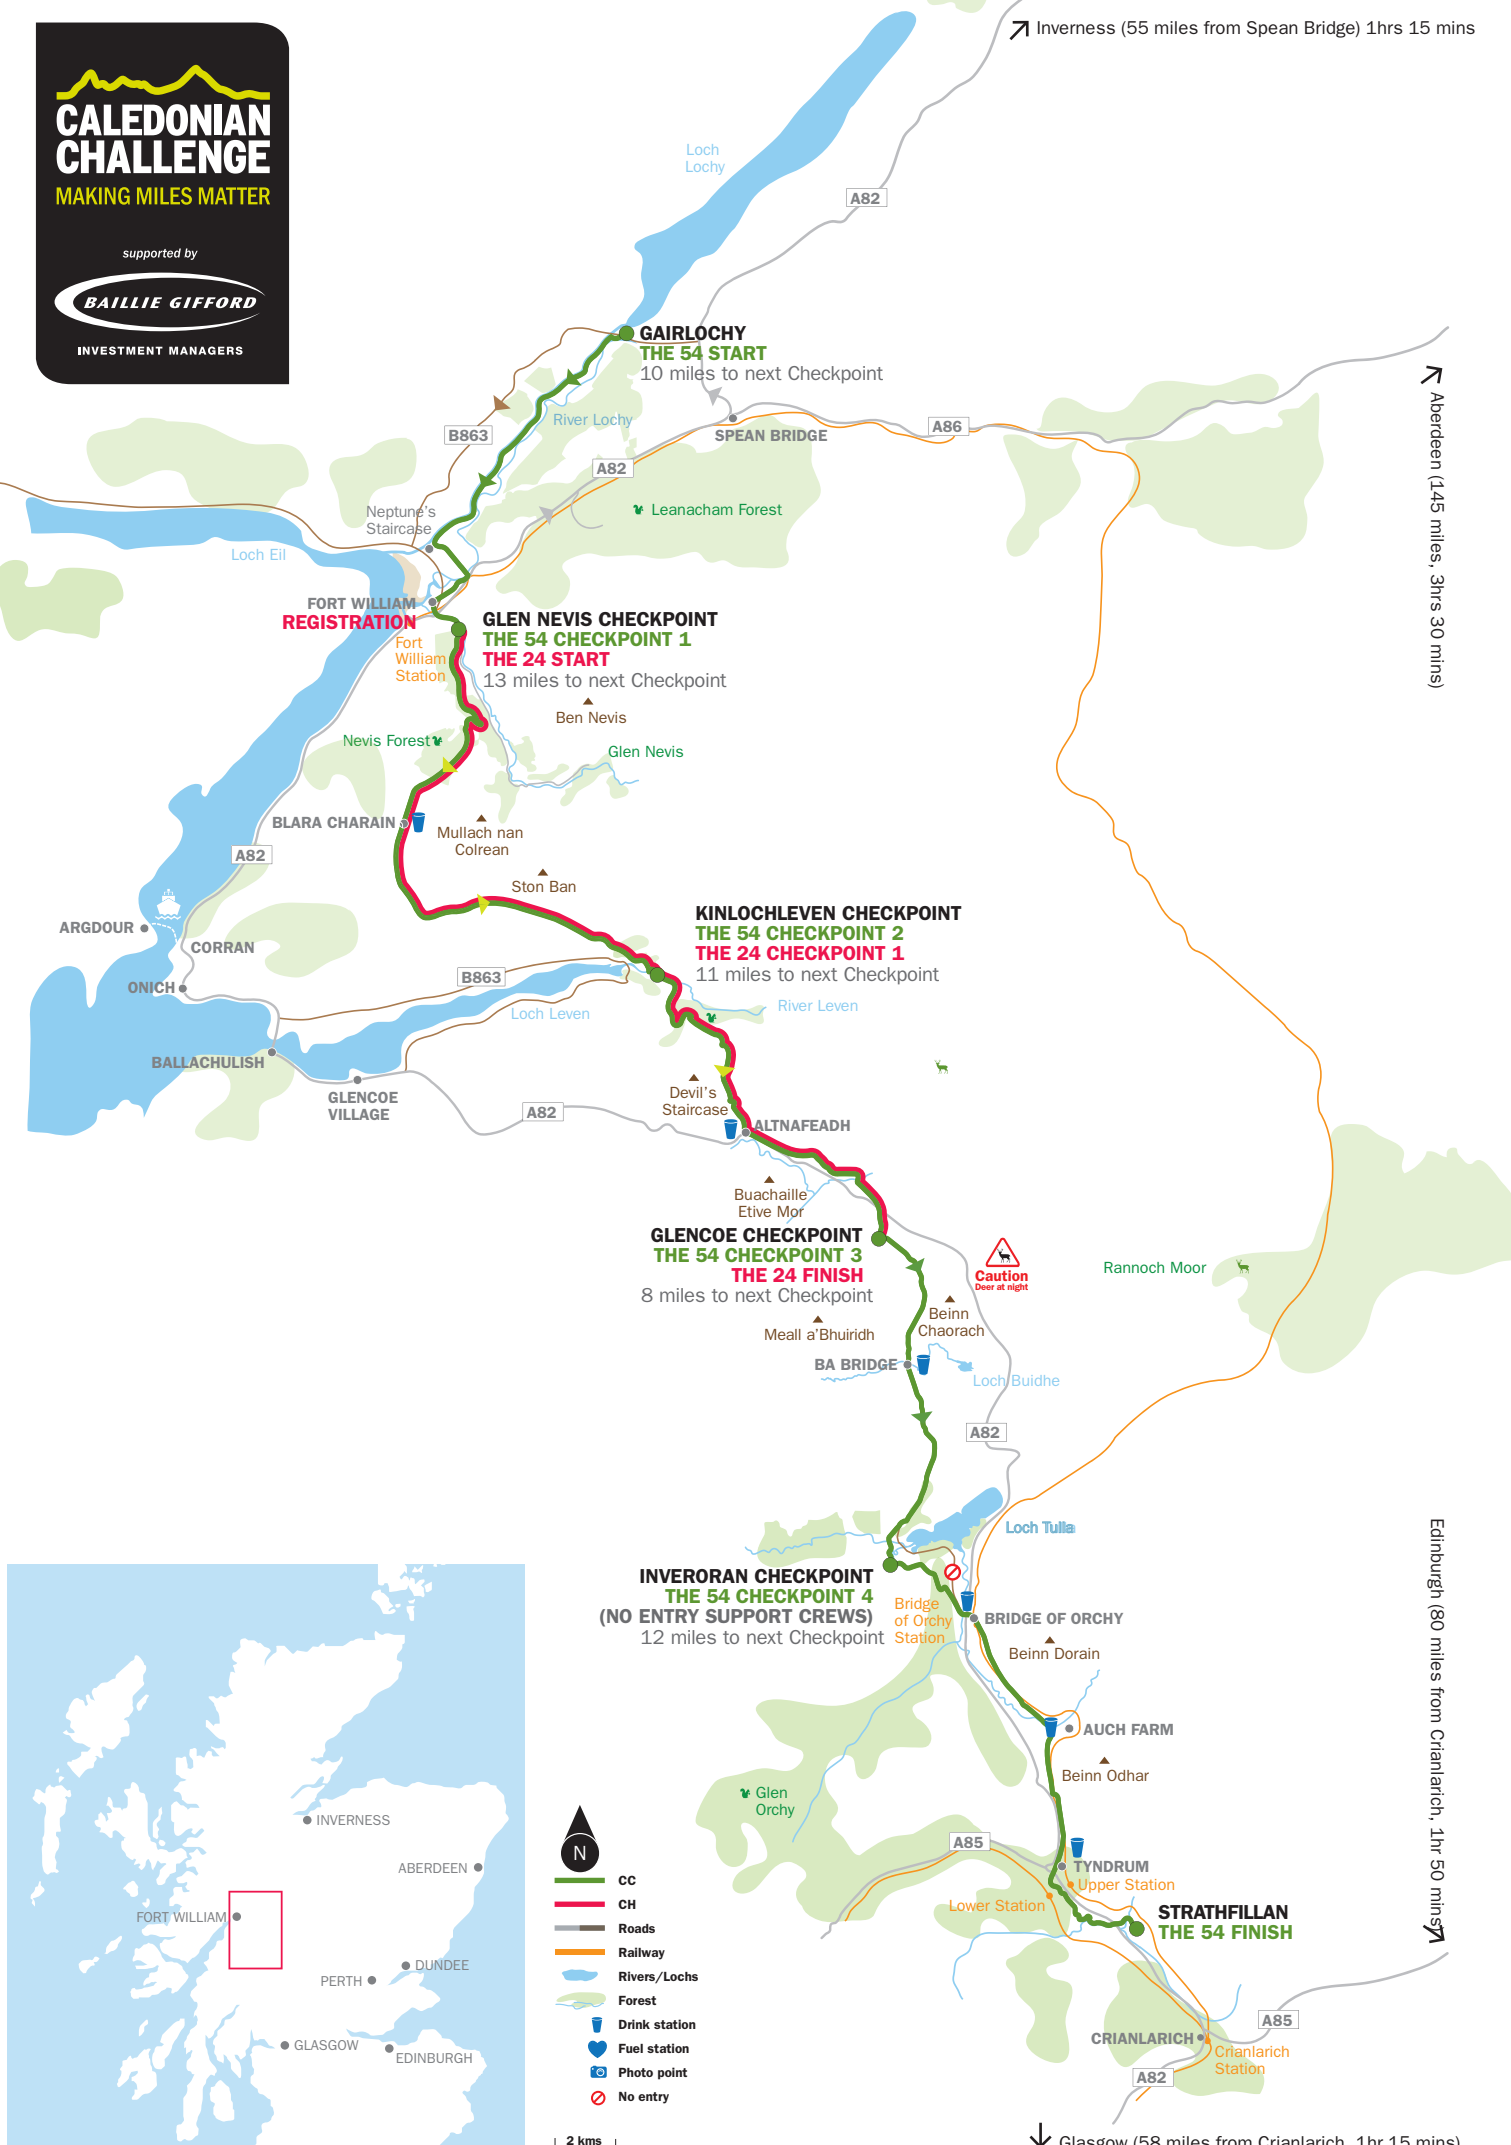 Inverness (55 miles from Spean Bridge) 1hrs 15 mins
CALEDONIAN
CHALLENGE
MAKING MILES MATTER
supported by
BAILLIE GIFFORD
INVESTMENT MANAGERS
Loch
Lochy
A82
GAIRLOCHY
THE 54 START
10 miles to next Checkpoint
River Lochy
B863
SPEAN BRIDGE
A86
A82
Aberdeen (145 miles, 3hrs 30 mins)
Neptune's
Staircase
Leanacham Forest
Loch Eil
FORT WILLIAM
REGISTRATION
Fort
William
Station
GLEN NEVIS CHECKPOINT
THE 54 CHECKPOINT 1
THE 24 START
13 miles to next Checkpoint
Ben Nevis
Nevis Forest
Glen Nevis
BLARA CHARAIN
Mullach nan
Colrean
A82
Ston Ban
ARGDOUR
CORRAN
ONICH
KINLOCHLEVEN CHECKPOINT
THE 54 CHECKPOINT 2
THE 24 CHECKPOINT 1
11 miles to next Checkpoint
B863
Loch Leven
River Leven
BALLACHULISH
GLENCOE
VILLAGE
A82
Devil's
Staircase
ALTNAFEADH
Buachaille
Etive Mor
GLENCOE CHECKPOINT
THE 54 CHECKPOINT 3
THE 24 FINISH
8 miles to next Checkpoint
Caution
Deer at night
Rannoch Moor
Beinn
Chaorach
Meall a'Bhuiridh
BA BRIDGE
Loch Buidhe
A82
Loch Tulla
INVERORAN CHECKPOINT
THE 54 CHECKPOINT 4
(NO ENTRY SUPPORT CREWS)
12 miles to next Checkpoint
Bridge
of Orchy
Station
BRIDGE OF ORCHY
Beinn Dorain
Edinburgh (80 miles from Crianlarich, 1hr 50 mins)
AUCH FARM
Beinn Odhar
Glen
Orchy
A85
TYNDRUM
Upper Station
Lower Station
STRATHFILLAN
THE 54 FINISH
A85
CRIANLARICH
Crianlarich
Station
A82
Glasgow (58 miles from Crianlarich, 1hr 15 mins)
INVERNESS
ABERDEEN
FORT WILLIAM
DUNDEE
PERTH
GLASGOW
EDINBURGH
N
CC
CH
Roads
Railway
Rivers/Lochs
Forest
Drink station
Fuel station
Photo point
No entry
2 kms